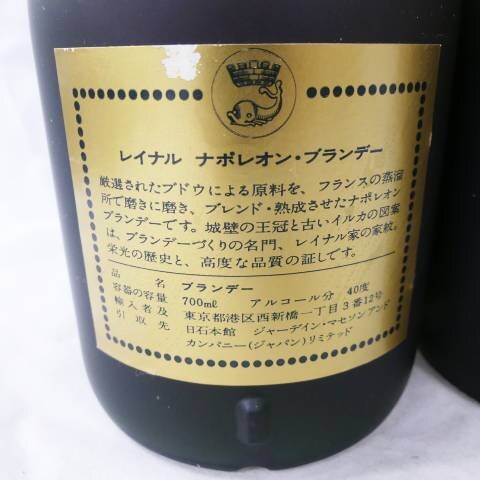 レイナル ナポレオン・ブランデー
厳選されたブドウによる原料を、フランスの蒸溜
所で磨きに磨き、ブレンド・熟成させたナポレオン
ブランデーです。城壁の王冠と古いイルカの図案
は、ブランデーづくりの名門、レイナル家の家紋。
栄光の歴史と、高度な品質の証しです。
品名 ブランデー
容器の容量 700mℓ アルコール分 40度
輸入者及 東京都港区西新橋一丁目3番12号
引取先 日石本館 ジャーディン・マセソン アンド
カンパニー(ジャパン)リミテッド